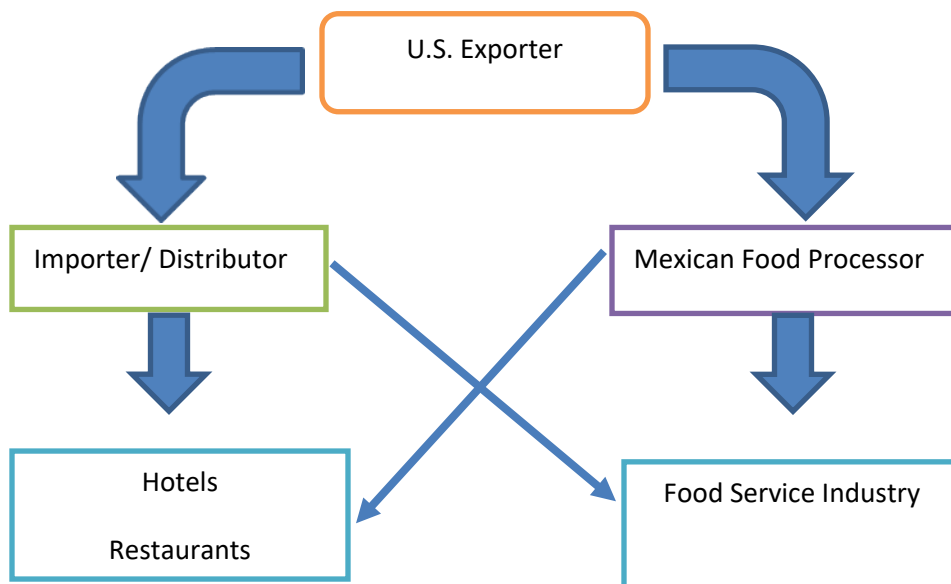 U.S. Exporter
Importer/ Distributor
Mexican Food Processor
Hotels
Restaurants
Food Service Industry